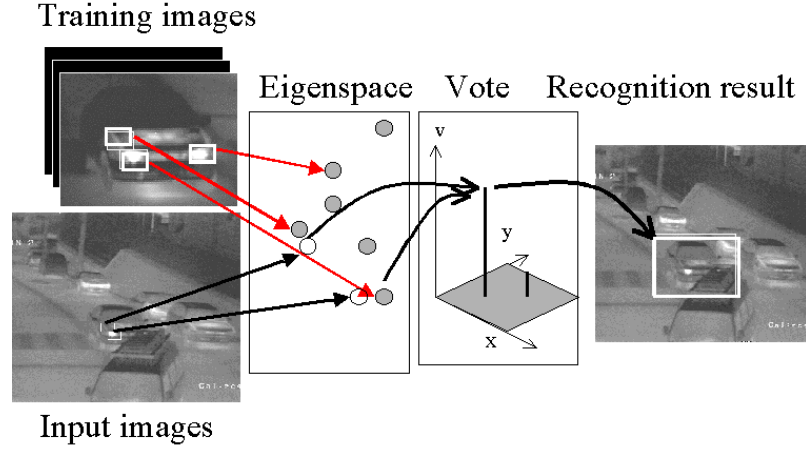 Training images
Eigenspace
Vote
Recognition result
v
y
x
Input images